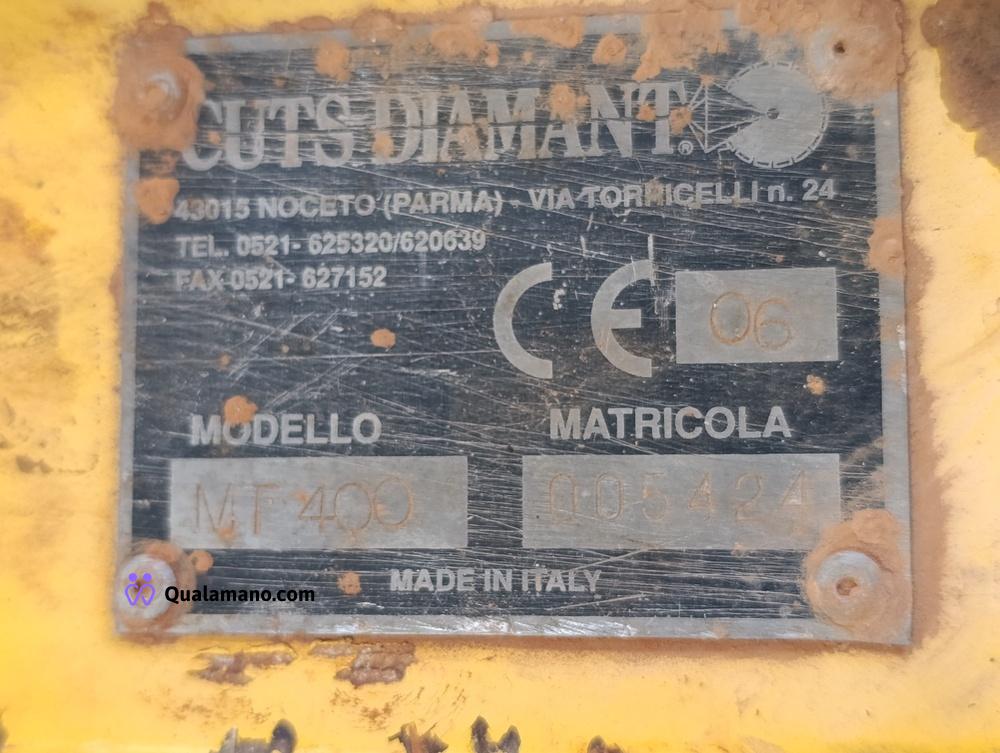 CUTS DIAMANT®
43015 NOCETO (PARMA) - VIA TORRICELLI n. 24
TEL. 0521- 625320/620639
FAX 0521- 627152
CE 06
MODELLO MATRICOLA
MF 400 005424
MADE IN ITALY
Qualamano.com